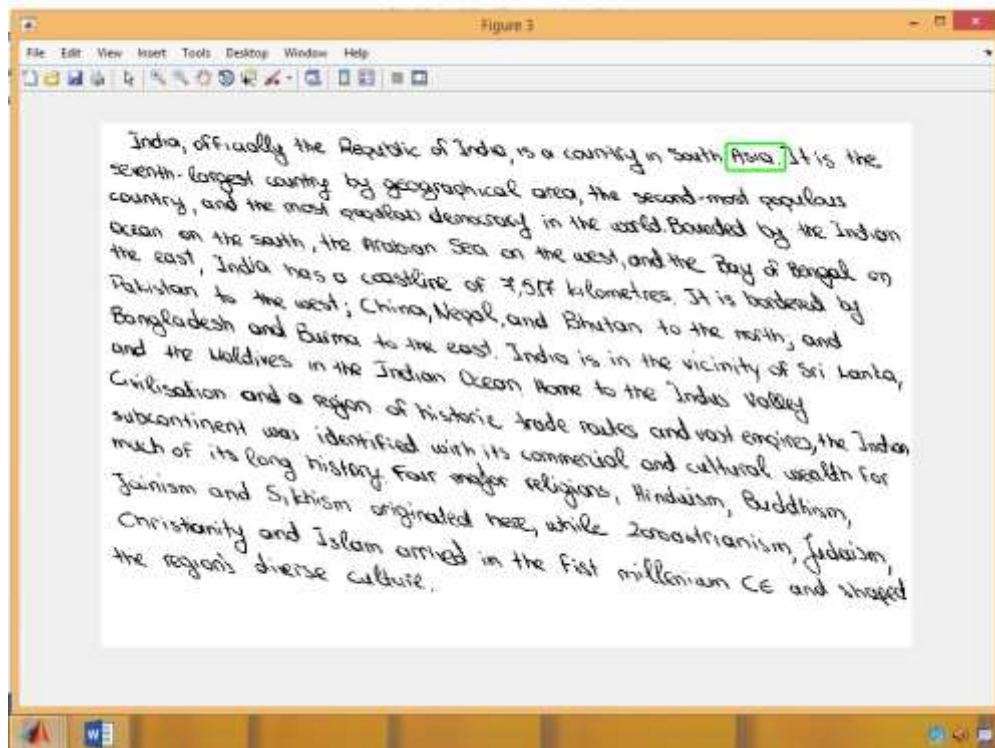 Figure 3
File Edit View Insert Tools Desktop Window Help
India, officially the Republic of India, is a country in South Asia. It is the
seventh-largest country by geographical area, the second-most populous
country, and the most populous democracy in the world. Bounded by the Indian
Ocean on the south, the Arabian Sea on the west, and the Bay of Bengal on
the east, India has a coastline of 7,517 kilometres. It is bordered by
Pakistan to the west; China, Nepal, and Bhutan to the north; and
Bangladesh and Burma to the east. India is in the vicinity of Sri Lanka,
and the Maldives in the Indian Ocean. Home to the Indus Valley
Civilisation and a region of historic trade routes and vast empires, the Indian
subcontinent was identified with its commercial and cultural wealth for
much of its long history. Four major religions, Hinduism, Buddhism,
Jainism and Sikhism originated here, while Zoroastrianism, Judaism,
Christianity and Islam arrived in the Fist millenium CE and shaped
the region's diverse culture.